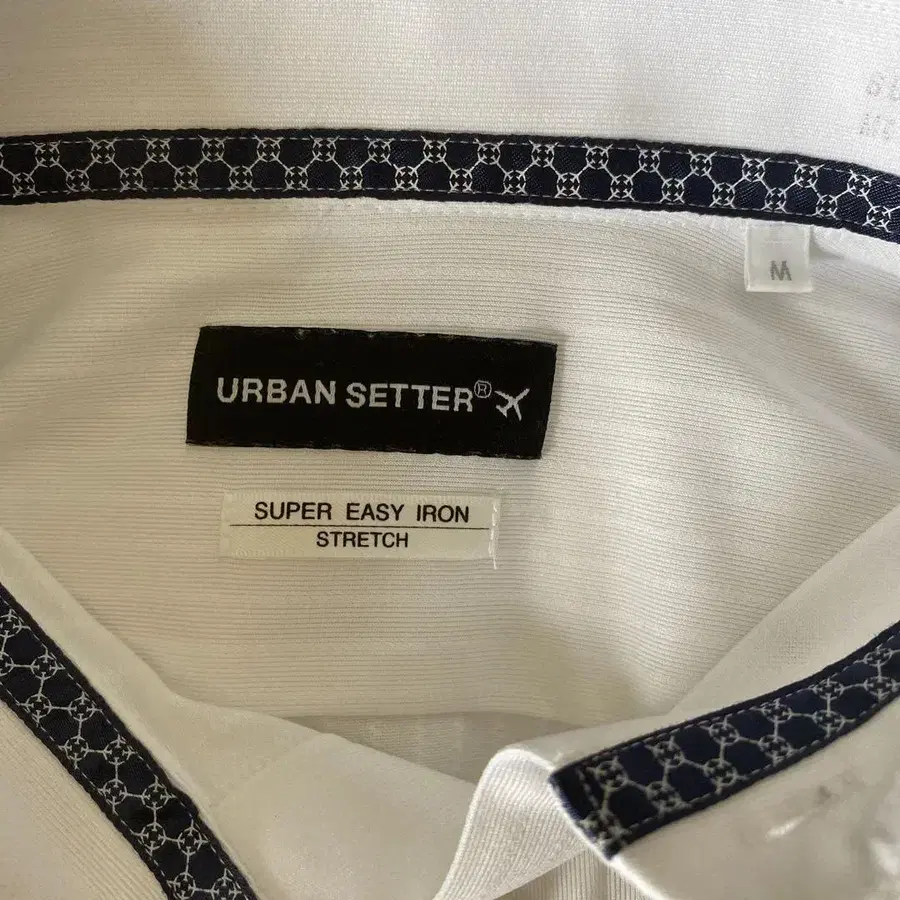 M
URBAN SETTER®
SUPER EASY IRON
STRETCH